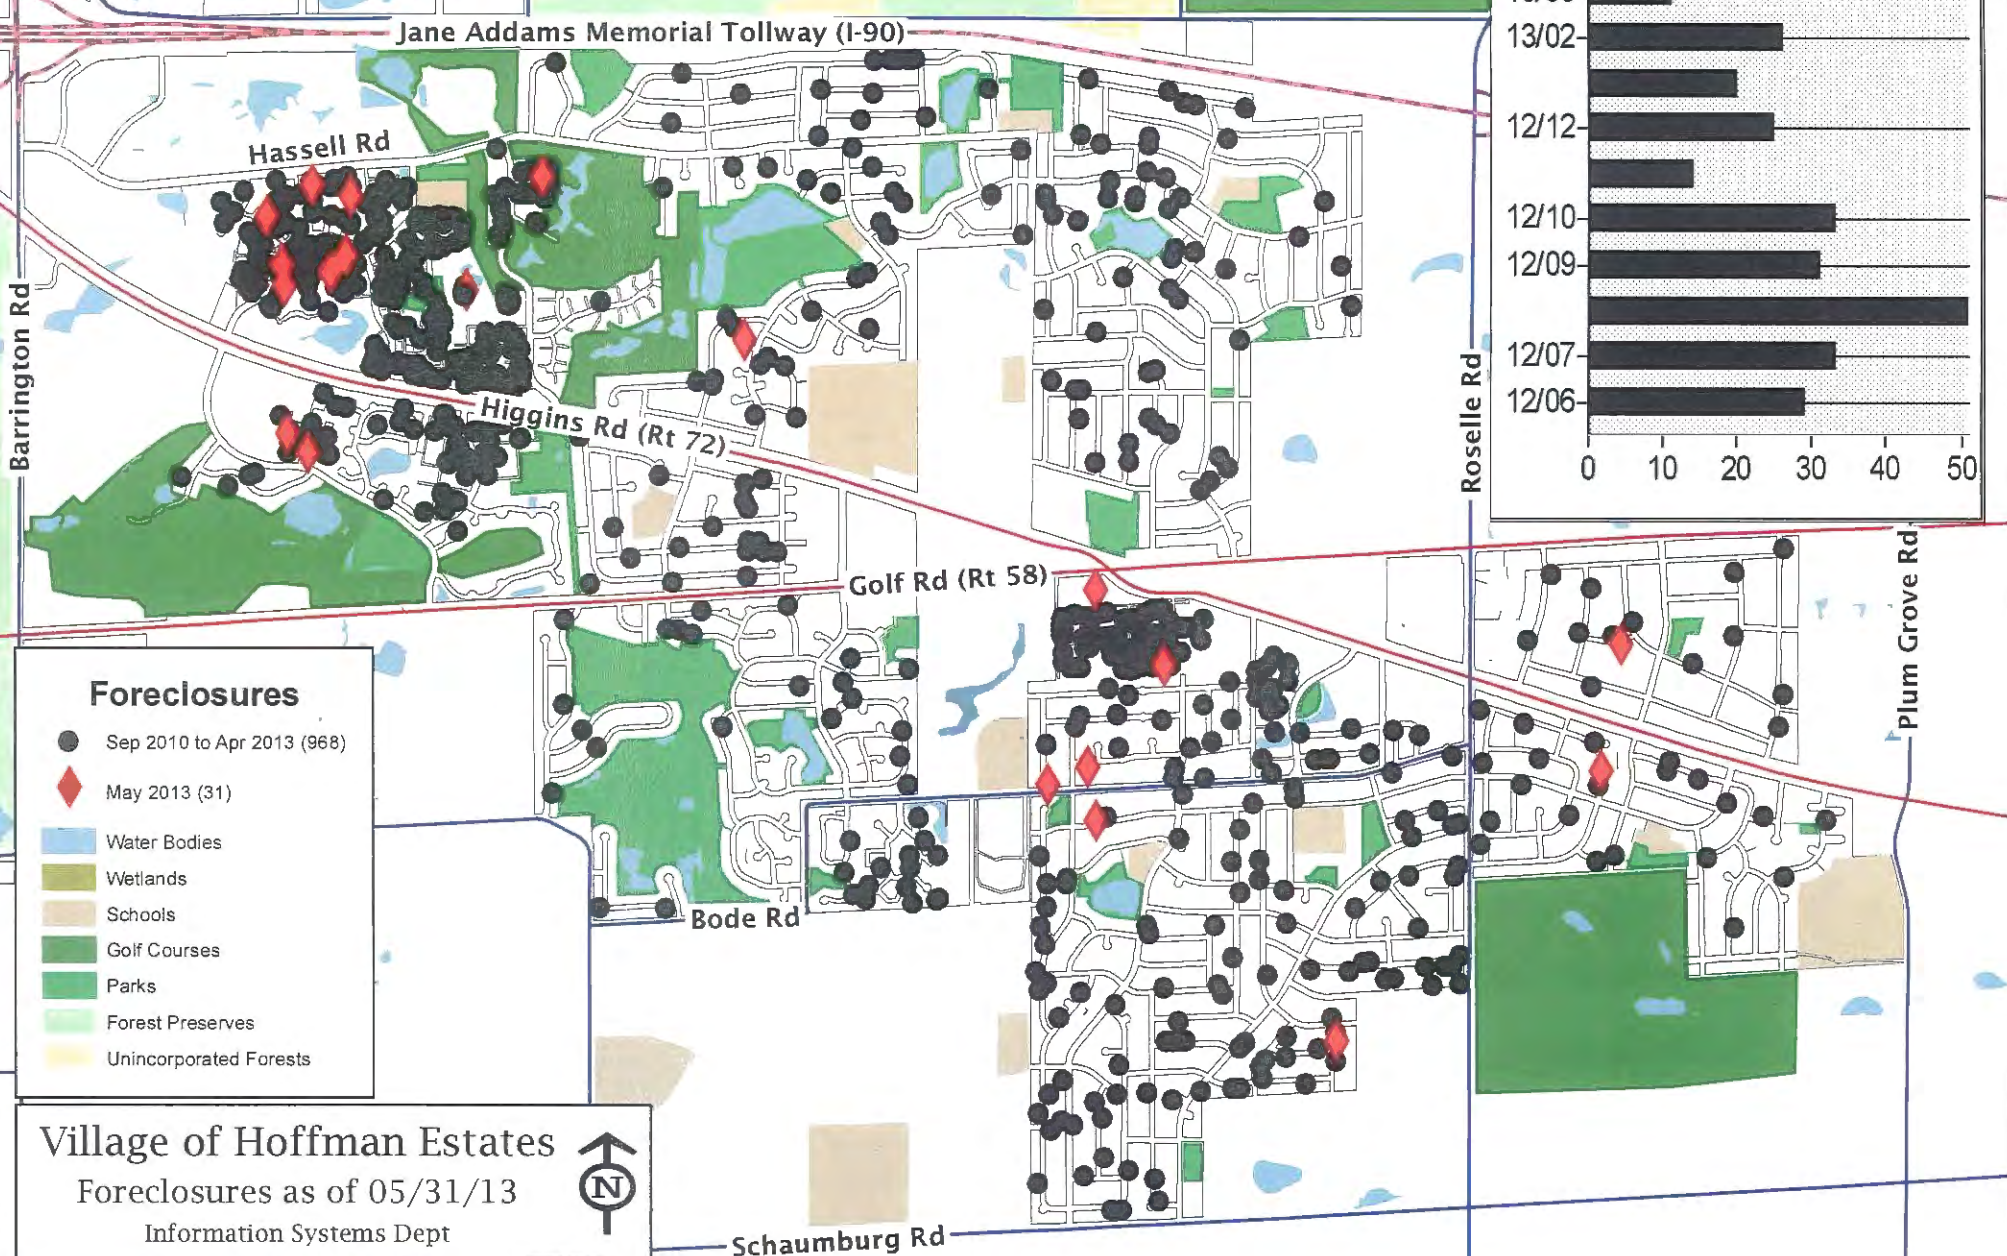 Jane Addams Memorial Tollway (I-90)
Hassell Rd
Barrington Rd
Higgins Rd (Rt 72)
Golf Rd (Rt 58)
Roselle Rd
Plum Grove Rd
Bode Rd
Schaumburg Rd
13/02
12/12
12/10
12/09
12/07
12/06
0 10 20 30 40 50
Foreclosures
Sep 2010 to Apr 2013 (968)
May 2013 (31)
Water Bodies
Wetlands
Schools
Golf Courses
Parks
Forest Preserves
Unincorporated Forests
Village of Hoffman Estates
Foreclosures as of 05/31/13
Information Systems Dept
N